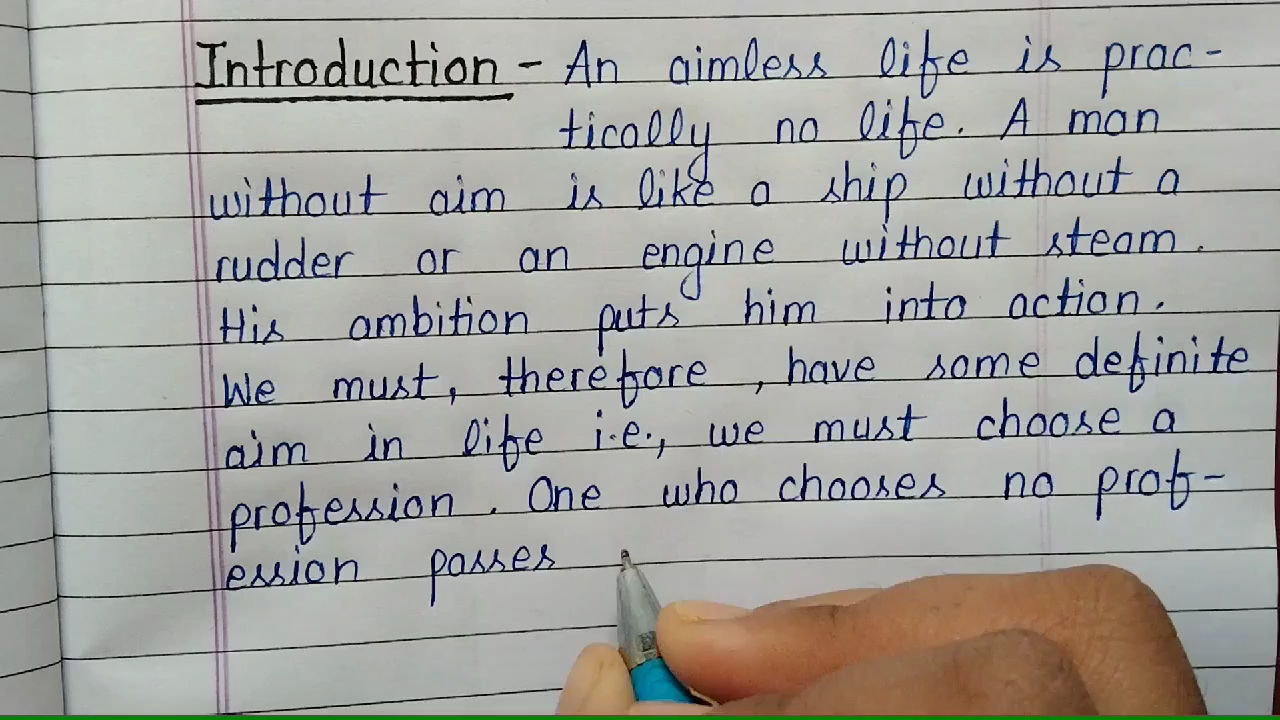 Introduction - An aimless life is prac-
tically no life. A man
without aim is like a ship without a
rudder or an engine without steam.
His ambition puts him into action.
We must, therefore, have some definite
aim in life i.e., we must choose a
profession. One who chooses no prof-
ession passes